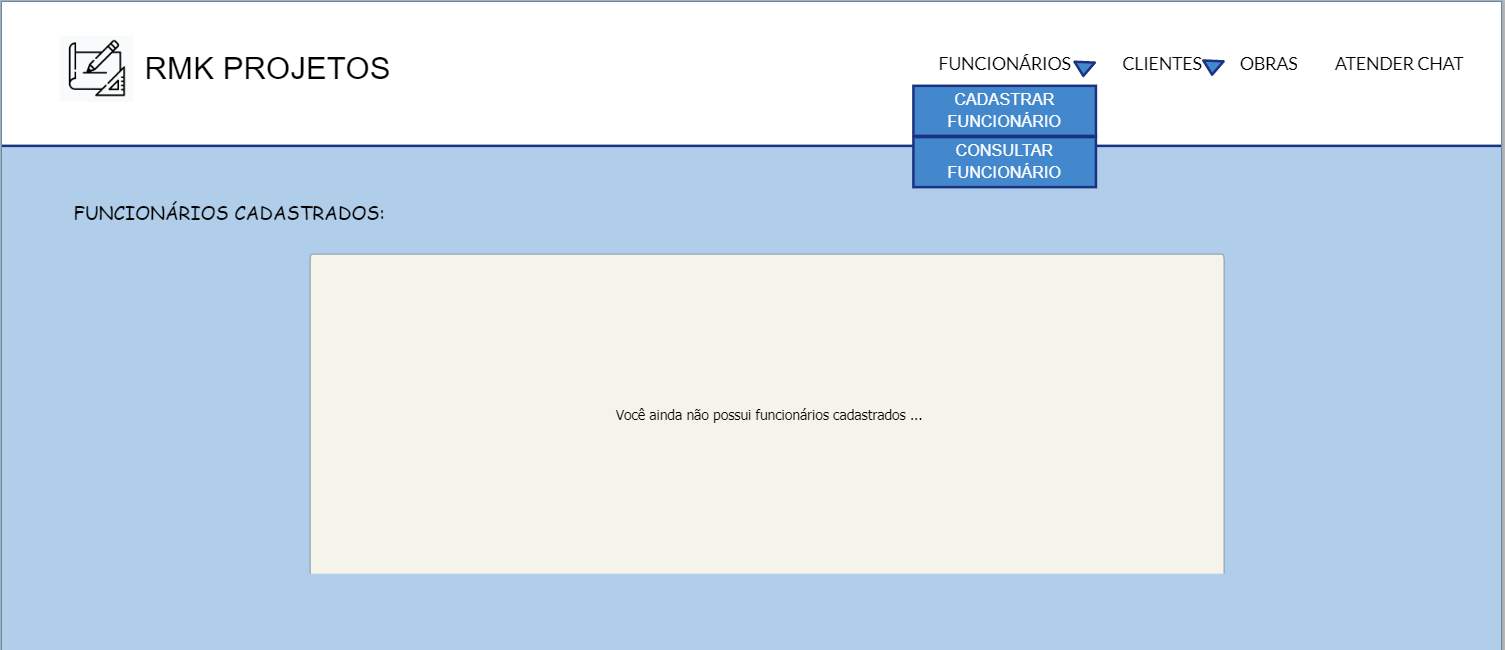 RMK PROJETOS
FUNCIONÁRIOS
CLIENTES
OBRAS
ATENDER CHAT
CADASTRAR
FUNCIONÁRIO
CONSULTAR
FUNCIONÁRIO
FUNCIONÁRIOS CADASTRADOS:
Você ainda não possui funcionários cadastrados ...